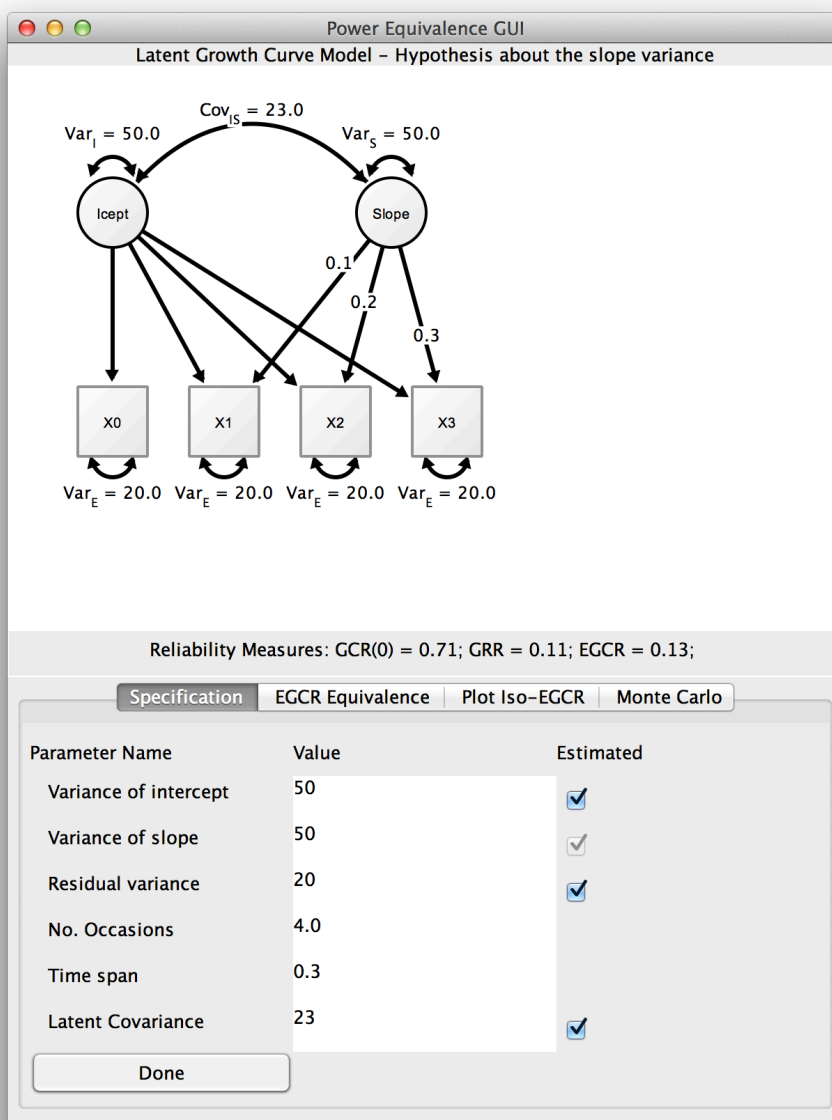 Power Equivalence GUI
Latent Growth Curve Model – Hypothesis about the slope variance
Cov_IS = 23.0
Var_I = 50.0
Var_S = 50.0
Icept
Slope
0.1
0.2
0.3
X0 X1 X2 X3
Var_E = 20.0 Var_E = 20.0 Var_E = 20.0 Var_E = 20.0
Reliability Measures: GCR(0) = 0.71; GRR = 0.11; EGCR = 0.13;
Specification EGCR Equivalence Plot Iso-EGCR Monte Carlo
Parameter Name Value Estimated
Variance of intercept 50
Variance of slope 50
Residual variance 20
No. Occasions 4.0
Time span 0.3
Latent Covariance 23
Done